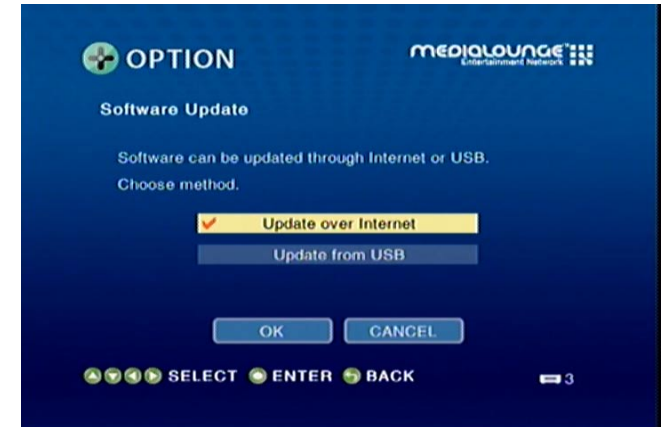 OPTION
MEDIALOUNGE™
Entertainment Network
Software Update
Software can be updated through Internet or USB.
Choose method.
Update over Internet
Update from USB
OK CANCEL
SELECT ENTER BACK 3